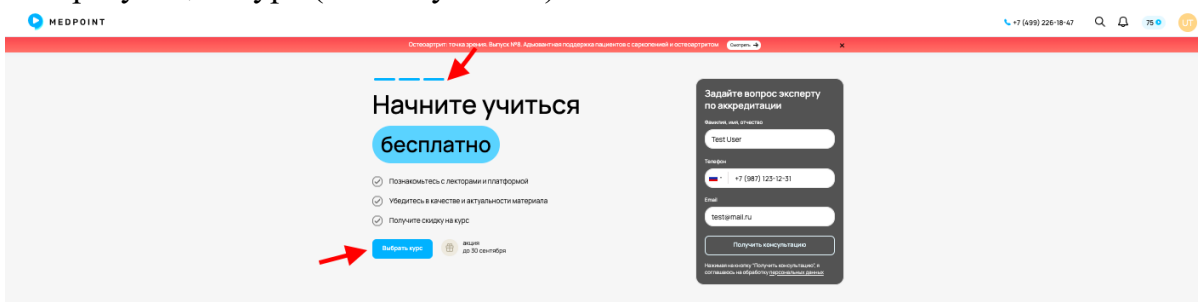 MEDPOINT
+7 (499) 226-18-47
75
UT
Остеоартрит: точка зрения. Выпуск №8. Адъювантная поддержка пациентов с саркопенией и остеоартритом
Смотреть
Начните учиться
бесплатно
Познакомьтесь с лекторами и платформой
Убедитесь в качестве и актуальности материала
Получите скидку на курс
Выбрать курс
акция
до 30 сентября
Задайте вопрос эксперту
по аккредитации
Фамилия, имя, отчество
Test User
Телефон
+7 (987) 123-12-31
Email
test@mail.ru
Получить консультацию
Нажимая на кнопку "Получить консультацию", я
соглашаюсь на обработку персональных данных